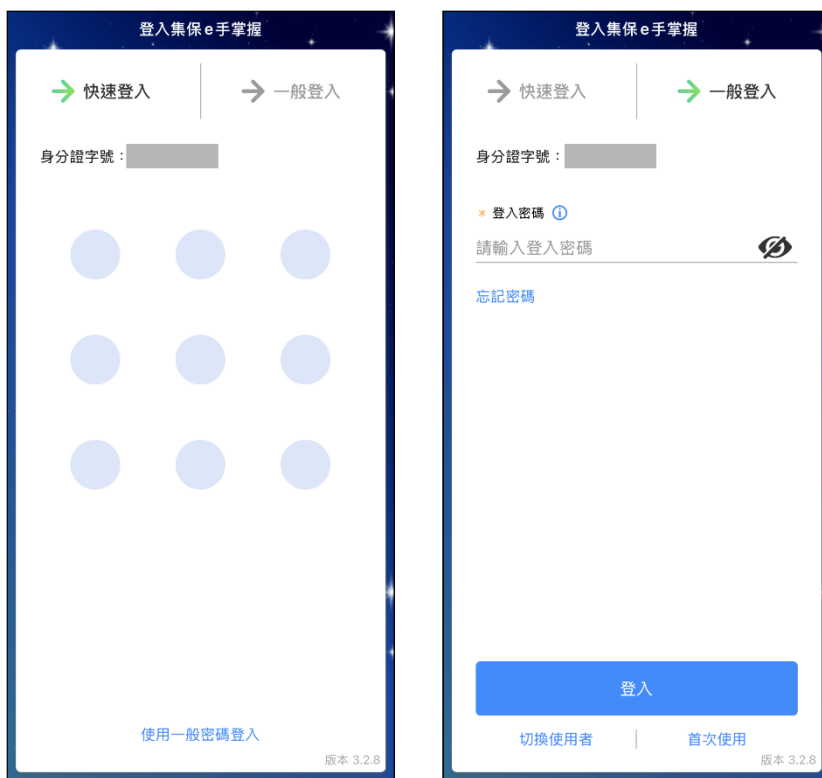 登入集保e手掌握
快速登入
一般登入
身分證字號：
使用一般密碼登入
版本 3.2.8
登入集保e手掌握
快速登入
一般登入
身分證字號：
* 登入密碼
請輸入登入密碼
忘記密碼
登入
切換使用者
首次使用
版本 3.2.8